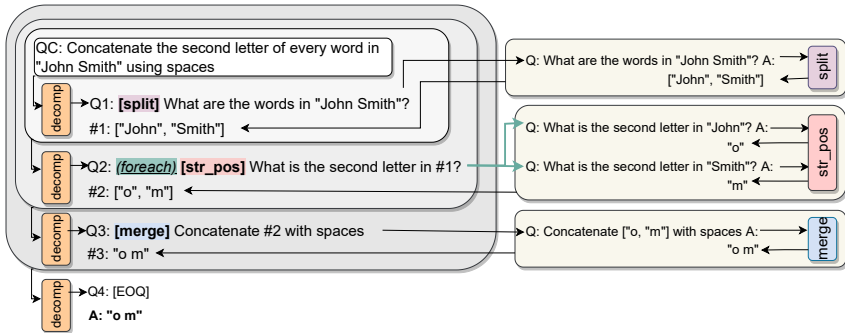 QC: Concatenate the second letter of every word in
"John Smith" using spaces
decomp
Q1: [split] What are the words in "John Smith"?
#1: ["John", "Smith"]
Q: What are the words in "John Smith"? A:
["John", "Smith"]
split
decomp
Q2: (foreach) [str_pos] What is the second letter in #1?
#2: ["o", "m"]
Q: What is the second letter in "John"? A:
"o"
Q: What is the second letter in "Smith"? A:
"m"
str_pos
decomp
Q3: [merge] Concatenate #2 with spaces
#3: "o m"
Q: Concatenate ["o, "m"] with spaces A:
"o m"
merge
decomp
Q4: [EOQ]
A: "o m"